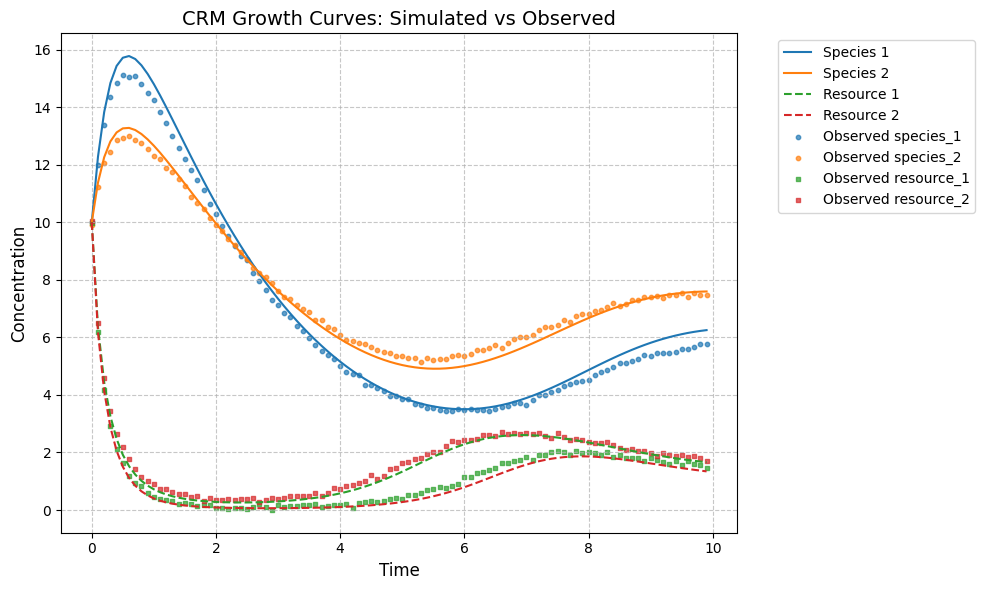 CRM Growth Curves: Simulated vs Observed
Concentration
16
14
12
10
8
6
4
2
0
0 2 4 6 8 10
Time
Species 1
Species 2
Resource 1
Resource 2
Observed species_1
Observed species_2
Observed resource_1
Observed resource_2